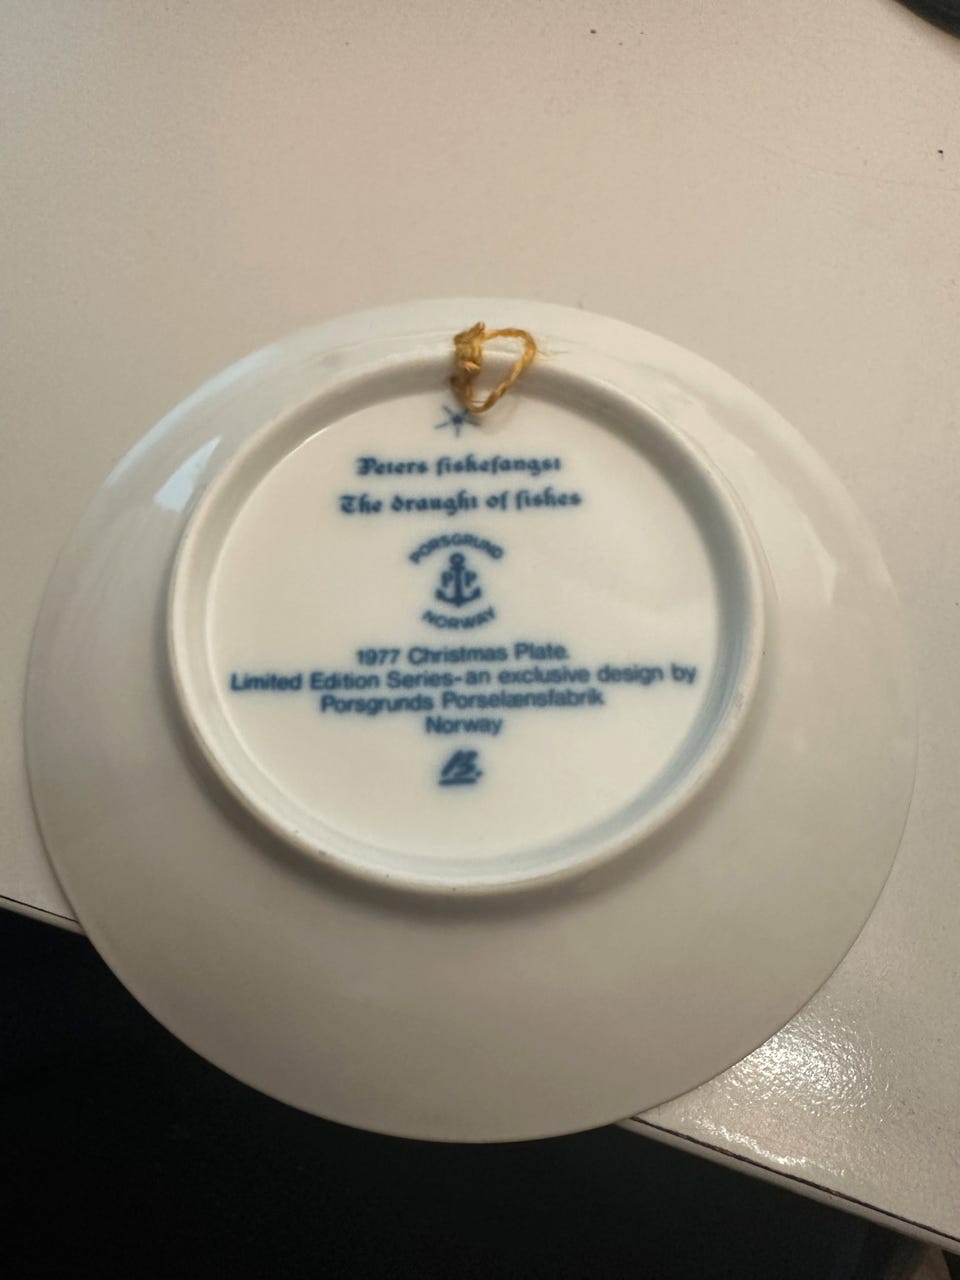 Peters fiskefangst
The draught of fishes
PORSGRUND
P P
NORWAY
1977 Christmas Plate.
Limited Edition Series-an exclusive design by
Porsgrunds Porselænsfabrik
Norway